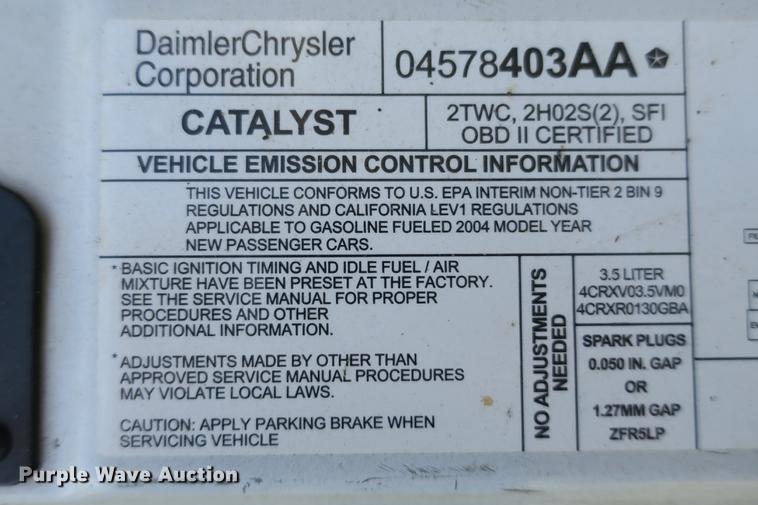 DaimlerChrysler
Corporation
04578403AA
CATALYST
2TWC, 2H02S(2), SFI
OBD II CERTIFIED
VEHICLE EMISSION CONTROL INFORMATION
THIS VEHICLE CONFORMS TO U.S. EPA INTERIM NON-TIER 2 BIN 9
REGULATIONS AND CALIFORNIA LEV1 REGULATIONS
APPLICABLE TO GASOLINE FUELED 2004 MODEL YEAR
NEW PASSENGER CARS.
* BASIC IGNITION TIMING AND IDLE FUEL / AIR
MIXTURE HAVE BEEN PRESET AT THE FACTORY.
SEE THE SERVICE MANUAL FOR PROPER
PROCEDURES AND OTHER
ADDITIONAL INFORMATION.
* ADJUSTMENTS MADE BY OTHER THAN
APPROVED SERVICE MANUAL PROCEDURES
MAY VIOLATE LOCAL LAWS.
CAUTION: APPLY PARKING BRAKE WHEN
SERVICING VEHICLE
NO ADJUSTMENTS
NEEDED
3.5 LITER
4CRXV03.5VM0
4CRXR0130GBA
SPARK PLUGS
0.050 IN. GAP
OR
1.27MM GAP
ZFR5LP
Purple Wave Auction